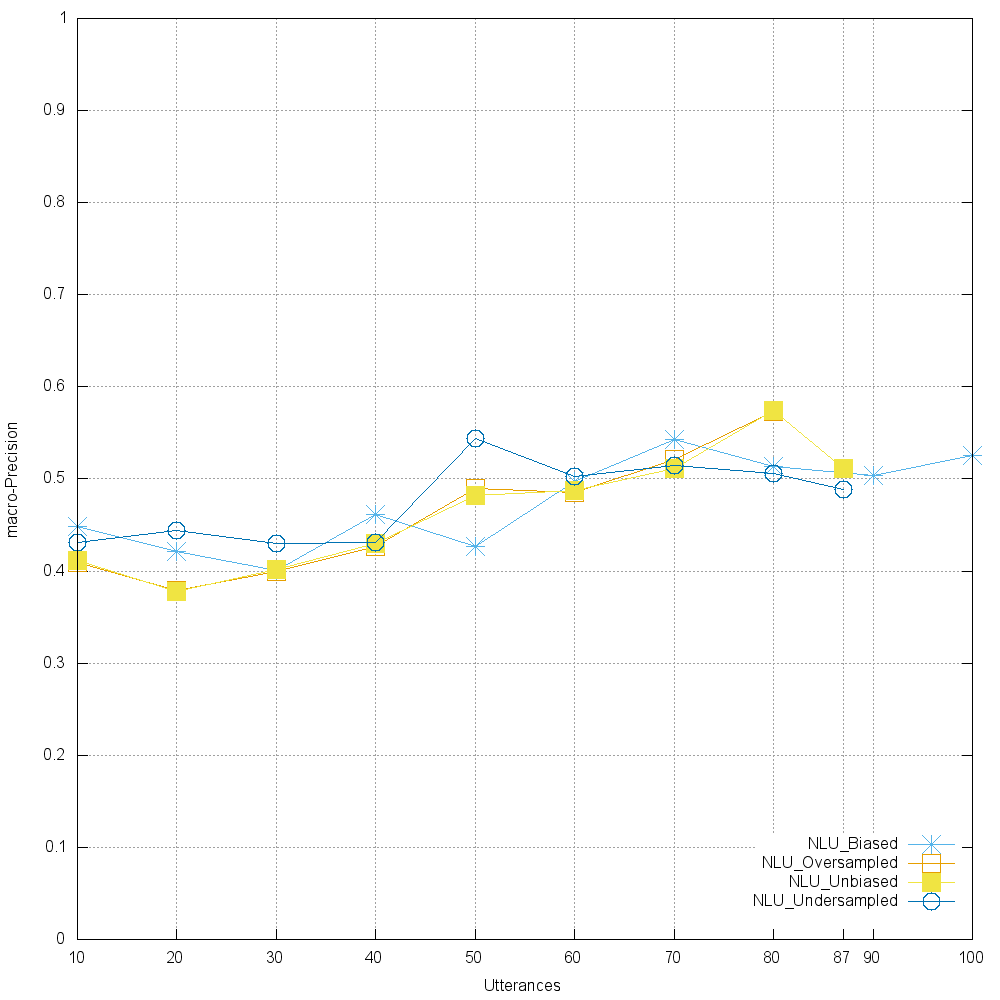 1
0.9
0.8
0.7
0.6
0.5
0.4
0.3
0.2
0.1
0
macro-Precision
NLU_Biased
NLU_Oversampled
NLU_Unbiased
NLU_Undersampled
10 20 30 40 50 60 70 80 87 90 100
Utterances